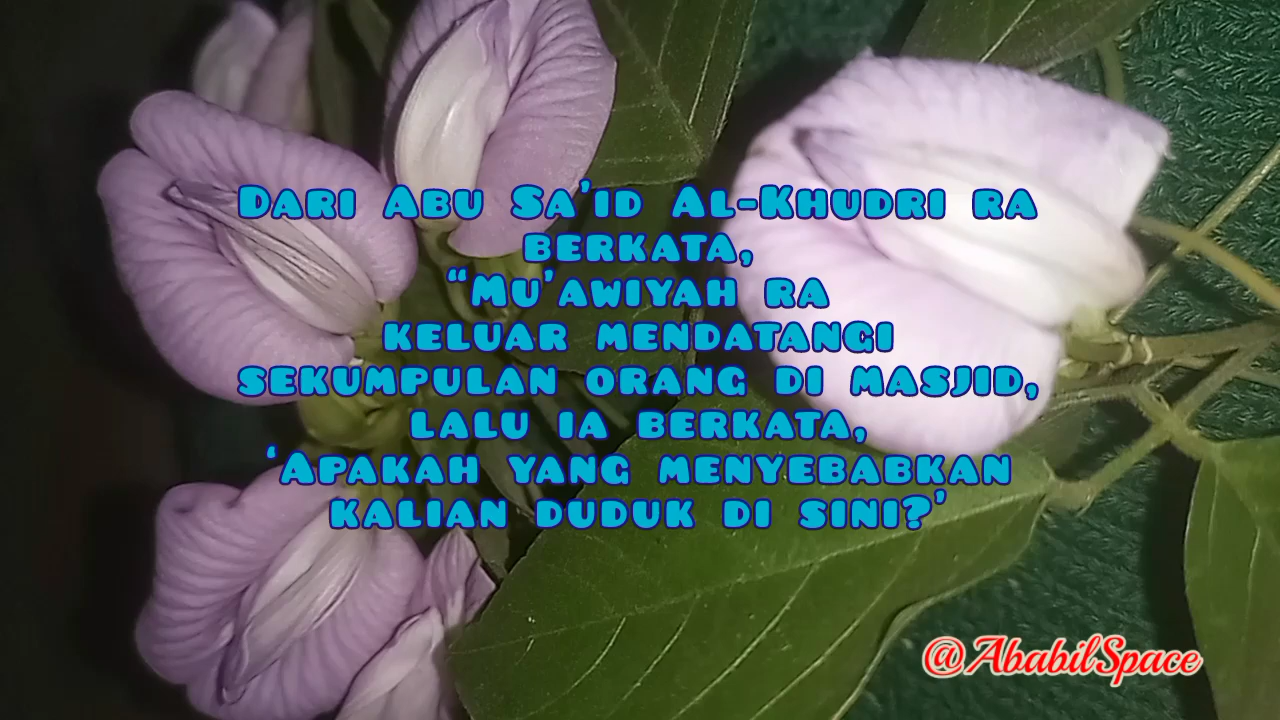 Dari Abu Sa’id Al-Khudri ra
berkata,
“Mu’awiyah ra
keluar mendatangi
sekumpulan orang di masjid,
lalu ia berkata,
‘Apakah yang menyebabkan
kalian duduk di sini?’
@AbabilSpace